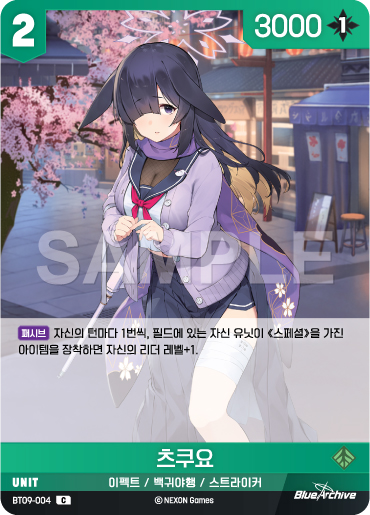 2
3000 1
SAMPLE
패시브 자신의 턴마다 1번씩, 필드에 있는 자신 유닛이 《스페셜》을 가진
아이템을 장착하면 자신의 리더 레벨+1.
츠쿠요
UNIT 이펙트 / 백귀야행 / 스트라이커
BT09-004 C © NEXON Games BlueArchive